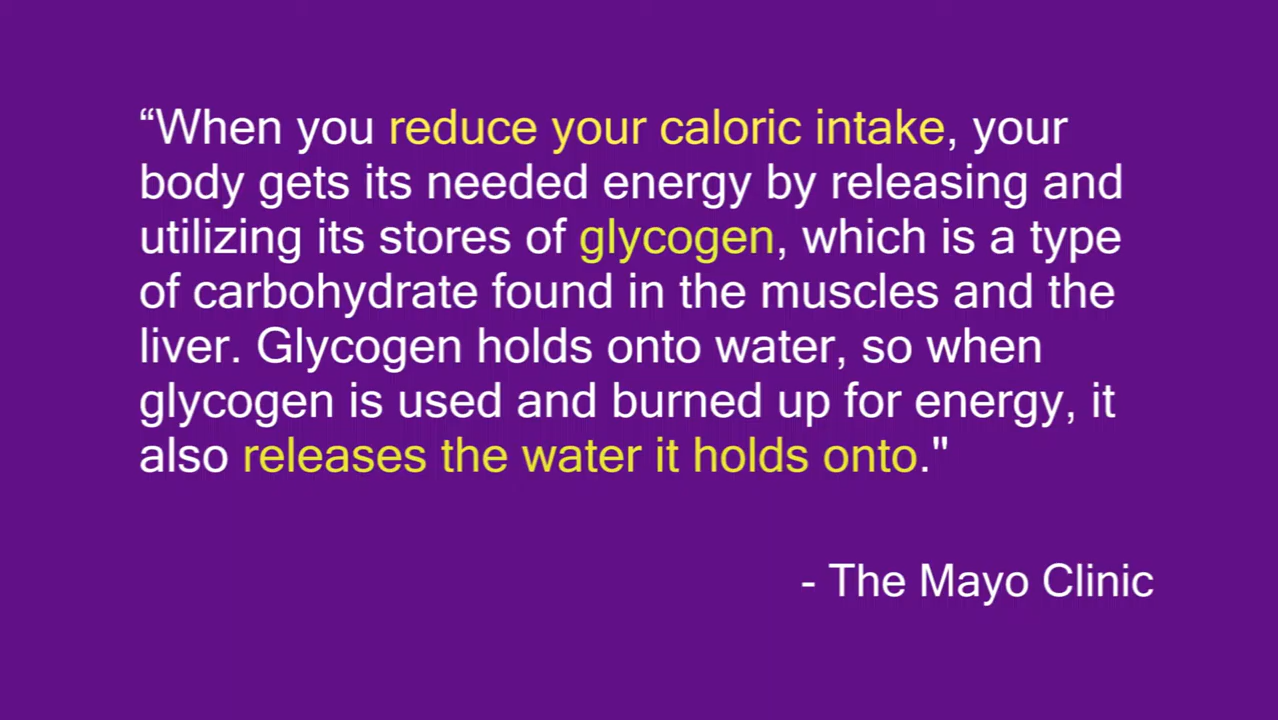 “When you reduce your caloric intake, your
body gets its needed energy by releasing and
utilizing its stores of glycogen, which is a type
of carbohydrate found in the muscles and the
liver. Glycogen holds onto water, so when
glycogen is used and burned up for energy, it
also releases the water it holds onto."
- The Mayo Clinic